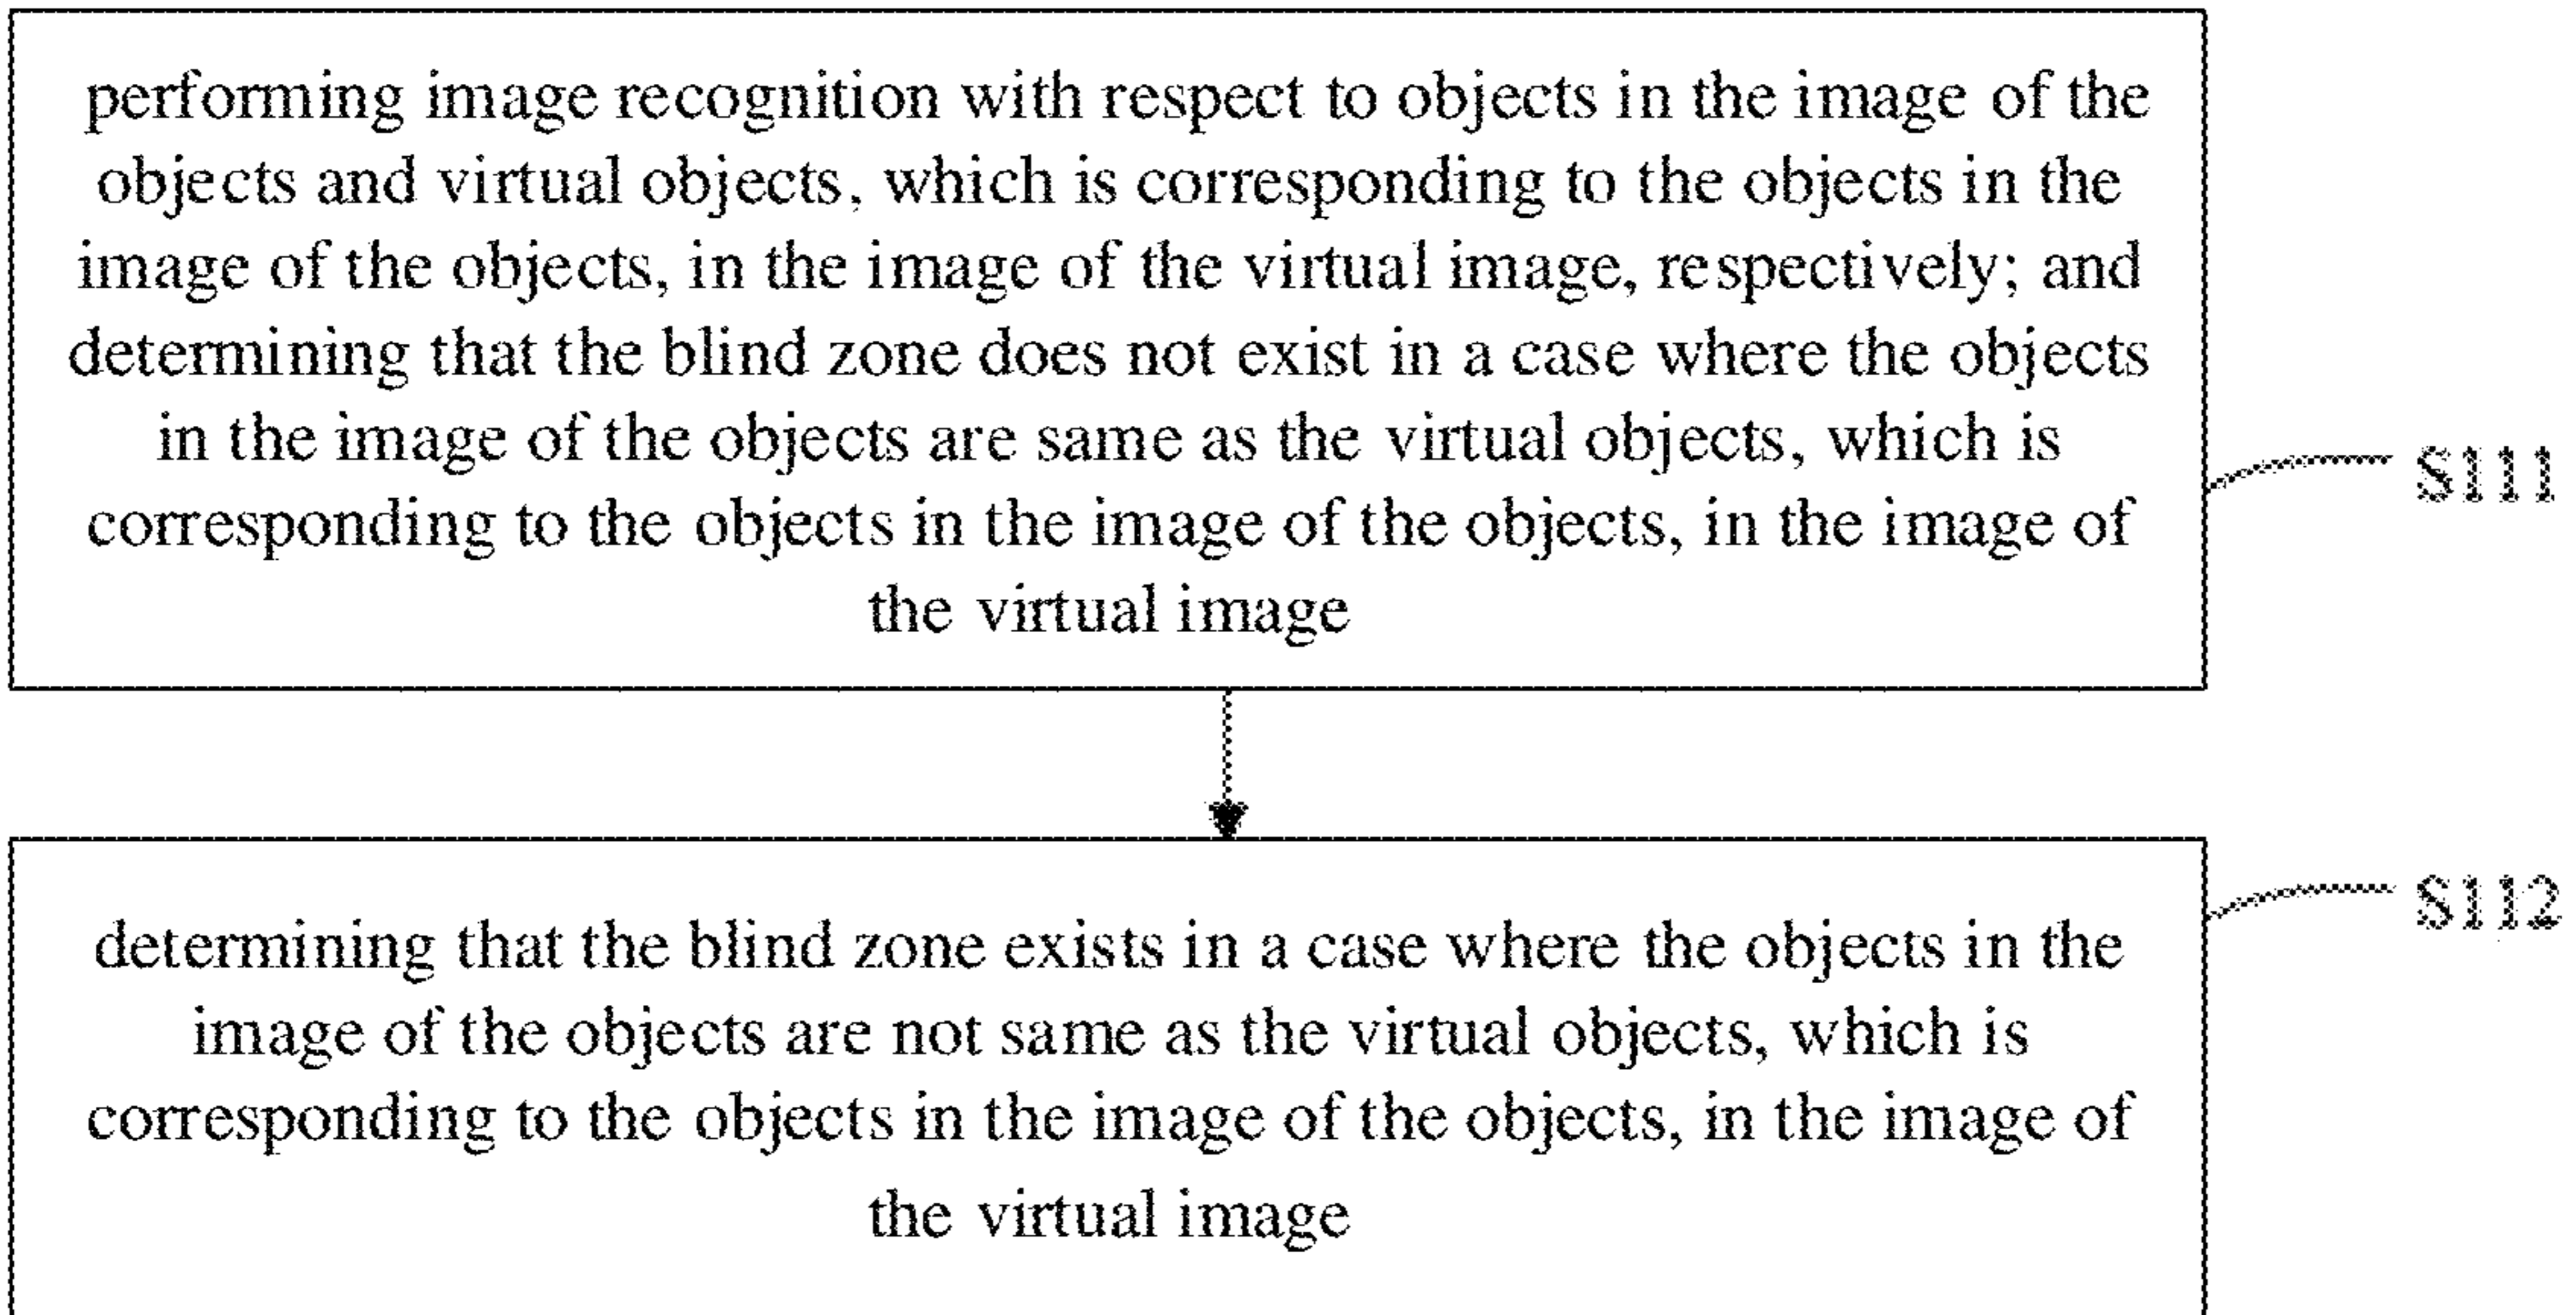 performing image recognition with respect to objects in the image of the
objects and virtual objects, which is corresponding to the objects in the
image of the objects, in the image of the virtual image, respectively; and
determining that the blind zone does not exist in a case where the objects
in the image of the objects are same as the virtual objects, which is
corresponding to the objects in the image of the objects, in the image of
the virtual image
S111
determining that the blind zone exists in a case where the objects in the
image of the objects are not same as the virtual objects, which is
corresponding to the objects in the image of the objects, in the image of
the virtual image
S112